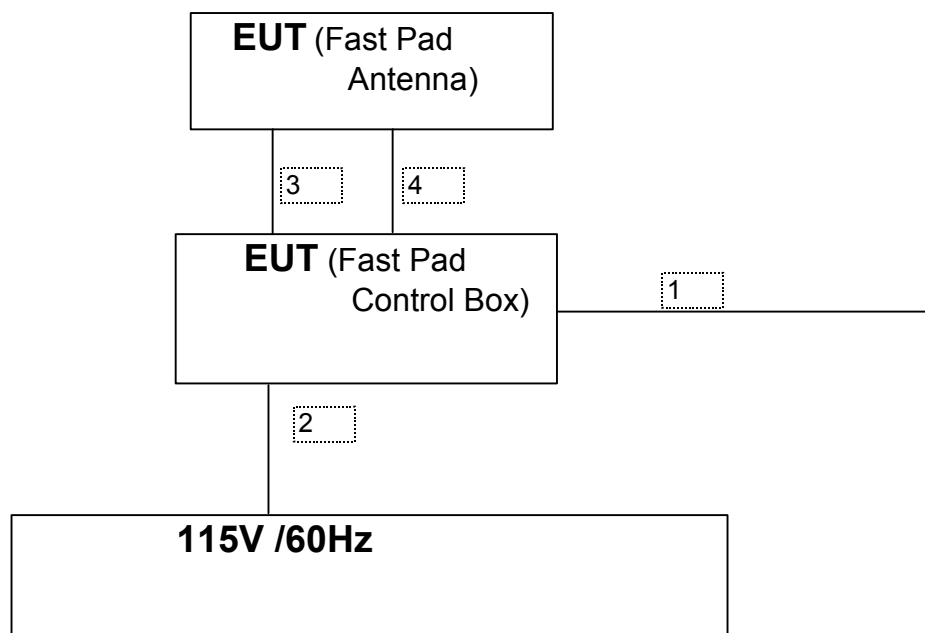 EUT (Fast Pad
Antenna)
3
4
EUT (Fast Pad
Control Box)
1
2
115V /60Hz